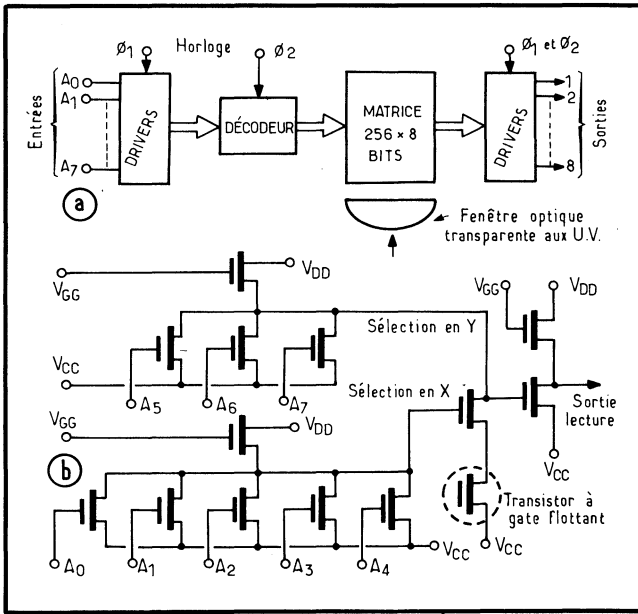 Ø1
Horloge
Ø2
Ø1 et Ø2
Entrées
A0
A1
A7
DRIVERS
DÉCODEUR
MATRICE
256 x 8
BITS
DRIVERS
1
2
8
Sorties
a
Fenêtre optique
transparente aux U.V.
VGG
VDD
VGG
VDD
Sélection en Y
VCC
A5
A6
A7
Sélection en X
Sortie
lecture
VGG
VDD
VCC
b
Transistor à
gate flottant
A0
A1
A2
A3
A4
VCC
VCC